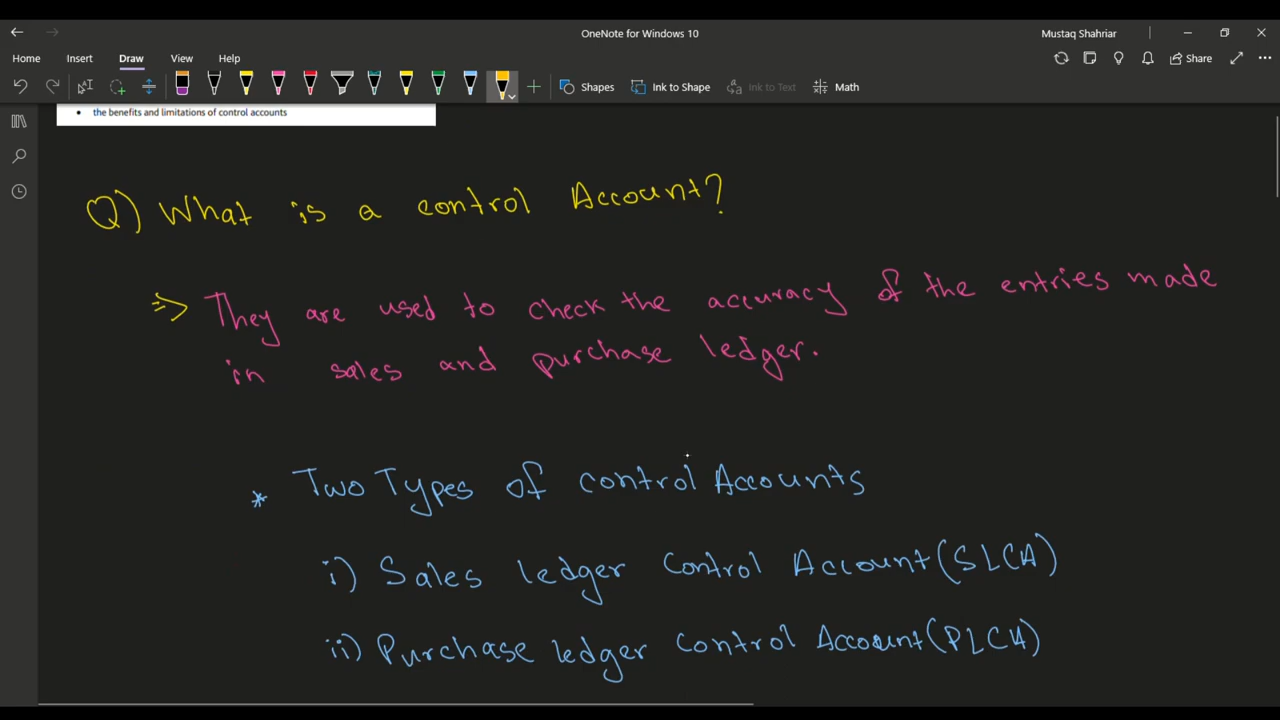 OneNote for Windows 10
Mustaq Shahriar
Home Insert Draw View Help
Share
Shapes Ink to Shape Ink to Text Math
• the benefits and limitations of control accounts
Q) What is a control Account?
=> They are used to check the accuracy of the entries made
in sales and purchase ledger.
* Two Types of control Accounts
i) Sales ledger Control Account (SLCA)
ii) Purchase ledger Control Account (PLCA)